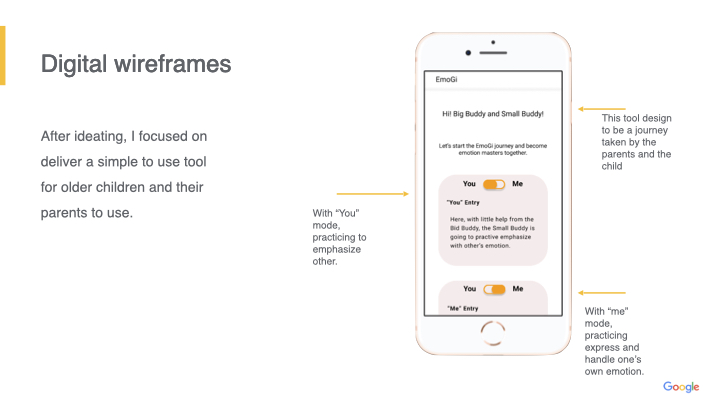 Digital wireframes
After ideating, I focused on
deliver a simple to use tool
for older children and their
parents to use.
With “You”
mode,
practicing to
emphasize
other.
EmoGi
Hi! Big Buddy and Small Buddy!
Let's start the EmoGi journey and become
emotion masters together.
You Me
"You" Entry
Here, with little help from the
Bid Buddy, the Small Buddy is
going to practive emphasize
with other's emotion.
You Me
"Me" Entry
This tool design
to be a journey
taken by the
parents and the
child
With “me”
mode,
practicing
express and
handle one’s
own emotion.
Google